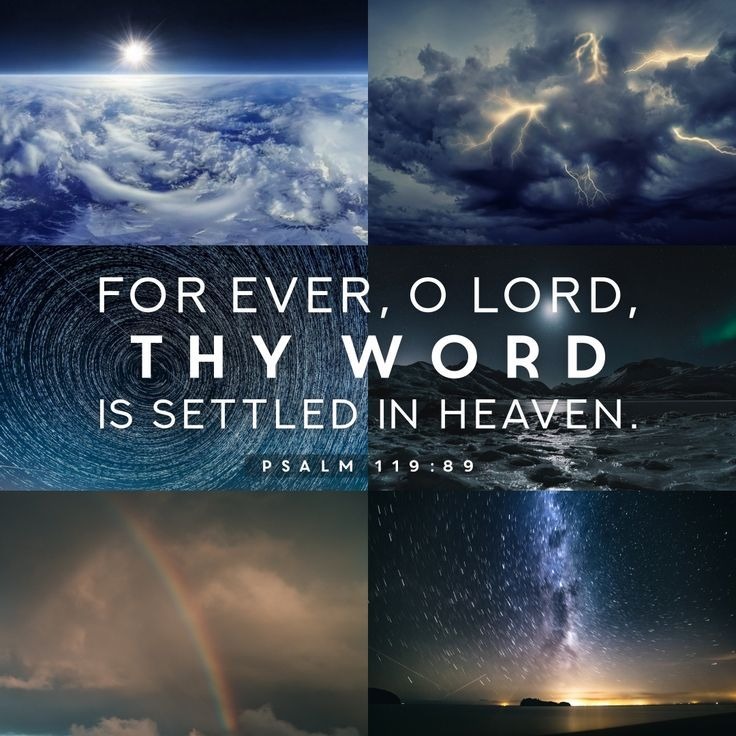 FOR EVER, O LORD,
THY WORD
IS SETTLED IN HEAVEN.
PSALM 119:89